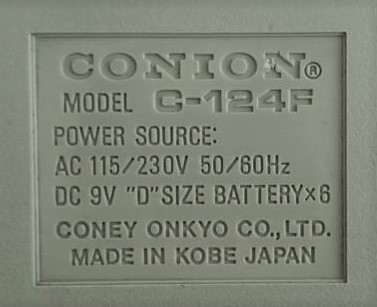 CONION®
MODEL C-124F
POWER SOURCE:
AC 115/230V 50/60Hz
DC 9V "D"SIZE BATTERY×6
CONEY ONKYO CO.,LTD.
MADE IN KOBE JAPAN